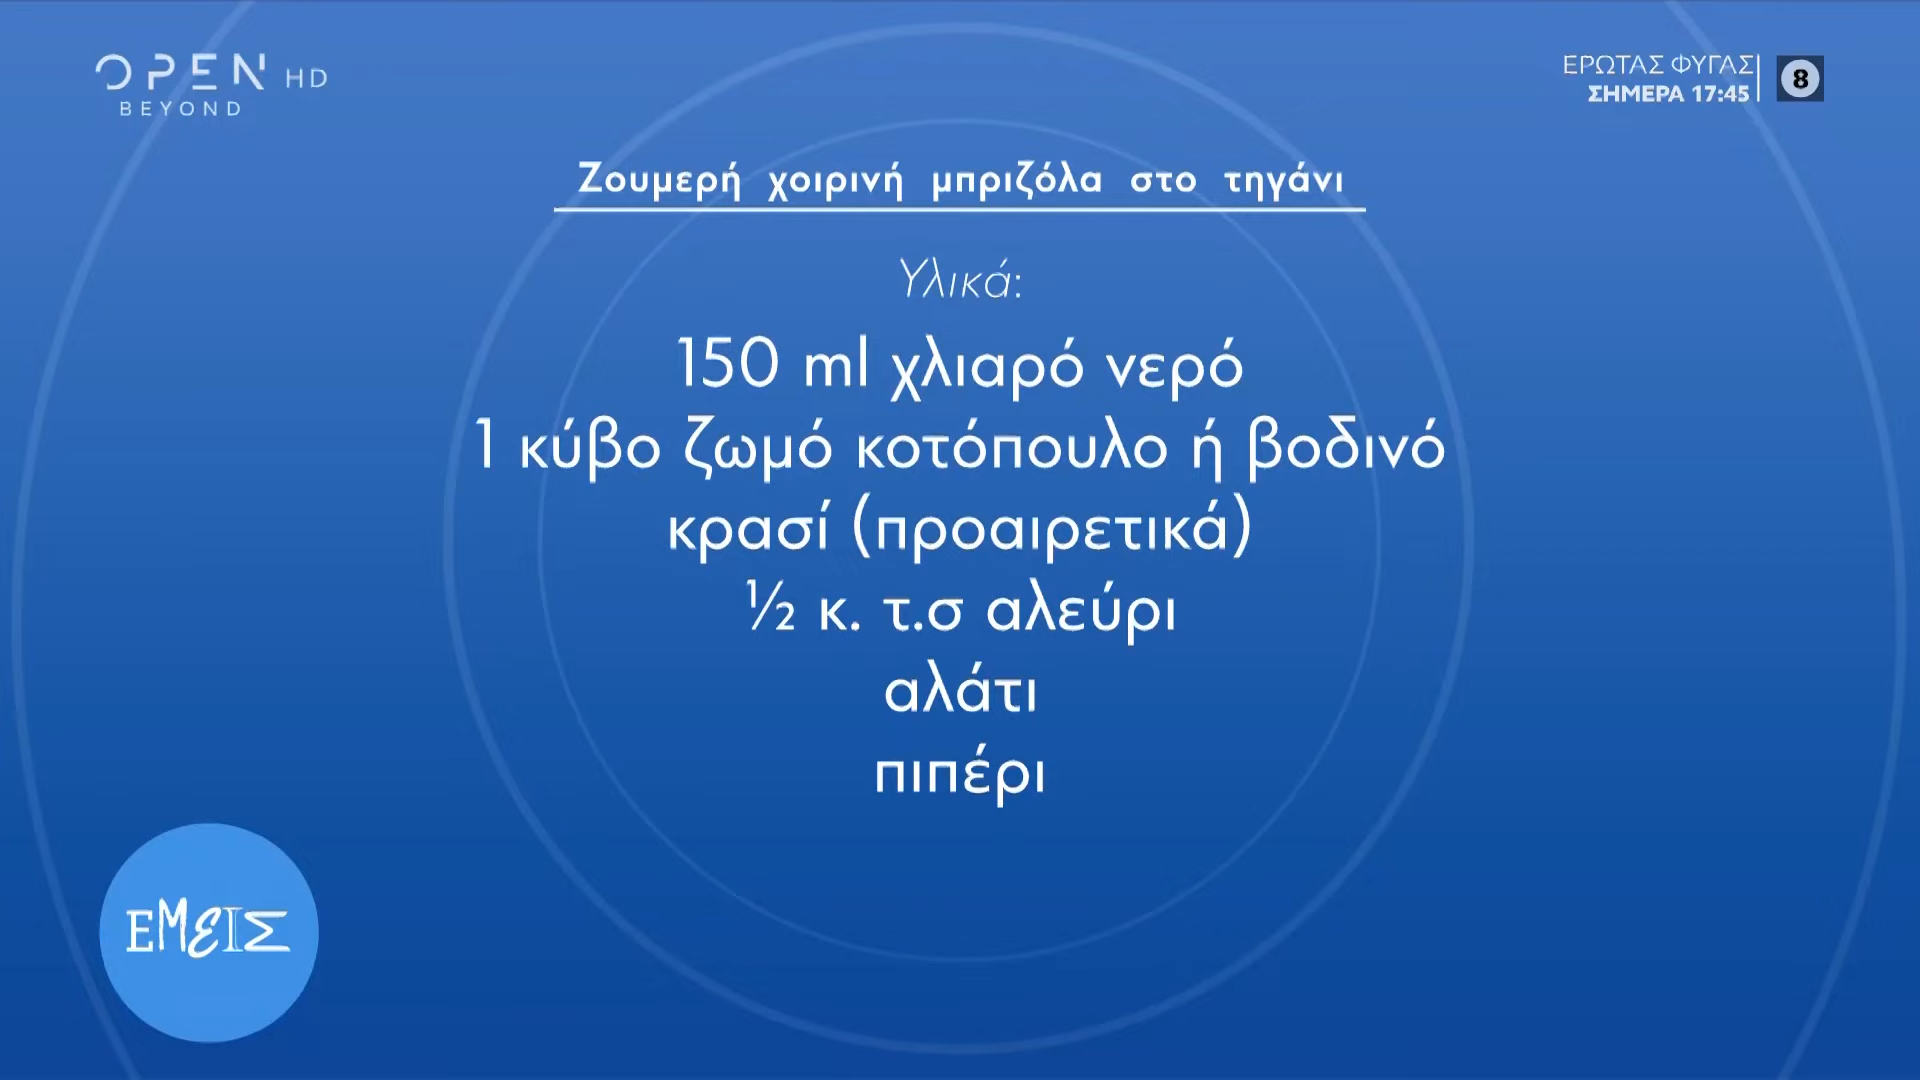 OPEN HD
BEYOND
ΕΡΩΤΑΣ ΦΥΓΑΣ
ΣΗΜΕΡΑ 17:45
8
Ζουμερή χοιρινή μπριζόλα στο τηγάνι
Υλικά:
150 ml χλιαρό νερό
1 κύβο ζωμό κοτόπουλο ή βοδινό
κρασί (προαιρετικά)
½ κ. τ.σ αλεύρι
αλάτι
πιπέρι
ΕΜΕΙΣ